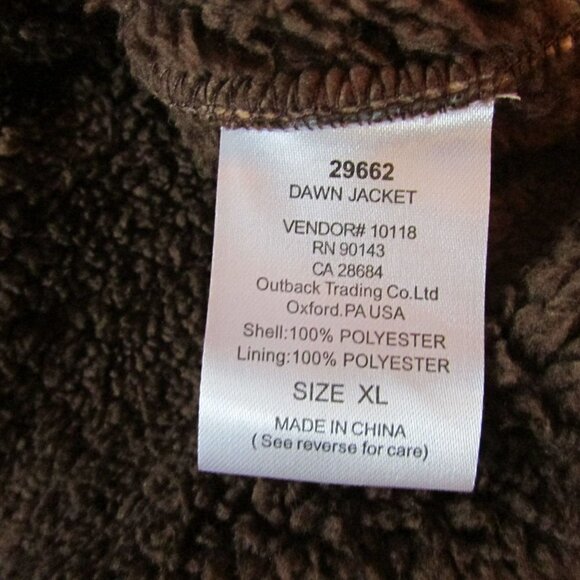 29662
DAWN JACKET
VENDOR# 10118
RN 90143
CA 28684
Outback Trading Co.Ltd
Oxford.PA USA
Shell:100% POLYESTER
Lining:100% POLYESTER
SIZE XL
MADE IN CHINA
( See reverse for care)